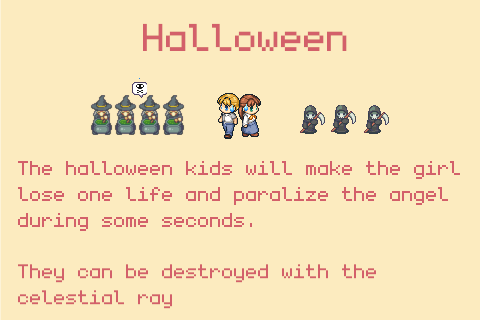 Halloween
The halloween kids will make the girl
lose one life and paralize the angel
during some seconds.
They can be destroyed with the
celestial ray